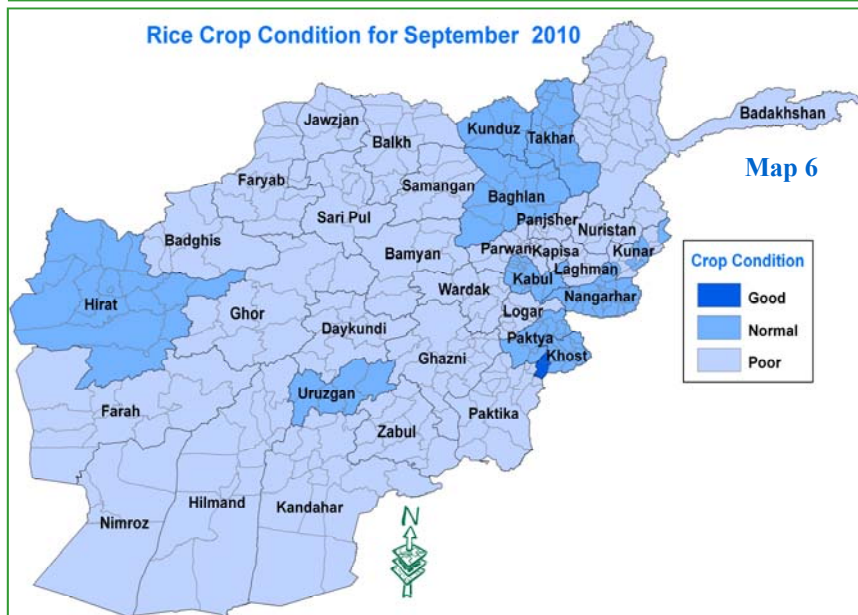 Rice Crop Condition for September 2010
Badakhshan
Jawzjan
Kunduz
Takhar
Balkh
Map 6
Faryab
Samangan
Baghlan
Sari Pul
Panjsher
Nuristan
Badghis
Bamyan
Parwan
Kapisa
Kunar
Crop Condition
Laghman
Kabul
Hirat
Wardak
Nangarhar
Good
Ghor
Logar
Normal
Daykundi
Paktya
Ghazni
Khost
Poor
Uruzgan
Farah
Paktika
Zabul
Hilmand
Kandahar
Nimroz
N